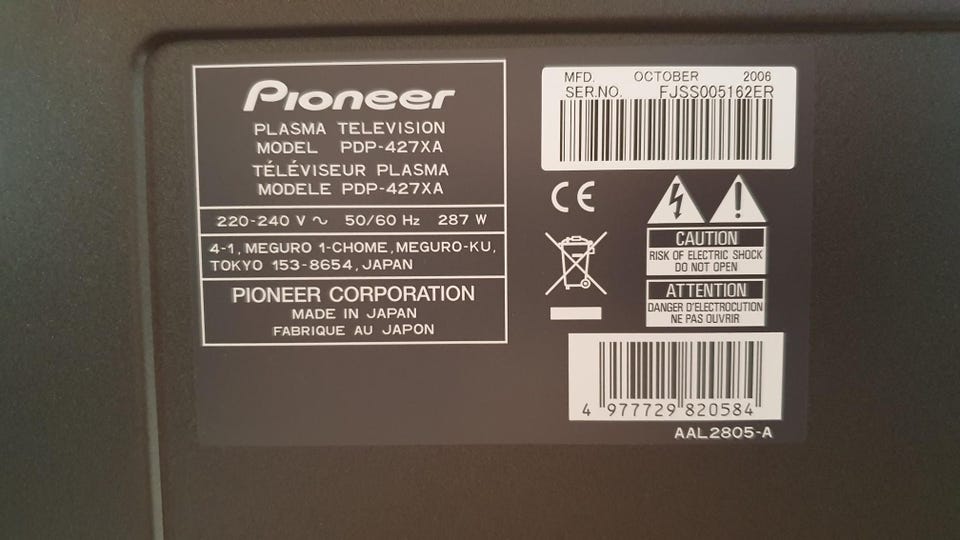 Pioneer
PLASMA TELEVISION
MODEL PDP-427XA
TÉLÉVISEUR PLASMA
MODELE PDP-427XA
220-240 V ~ 50/60 Hz 287 W
4-1, MEGURO 1-CHOME, MEGURO-KU,
TOKYO 153-8654, JAPAN
PIONEER CORPORATION
MADE IN JAPAN
FABRIQUE AU JAPON
MFD. OCTOBER 2006
SER.NO. FJSS005162ER
CE
CAUTION
RISK OF ELECTRIC SHOCK
DO NOT OPEN
ATTENTION
DANGER D'ELECTROCUTION
NE PAS OUVRIR
4 977729 820584
AAL2805-A